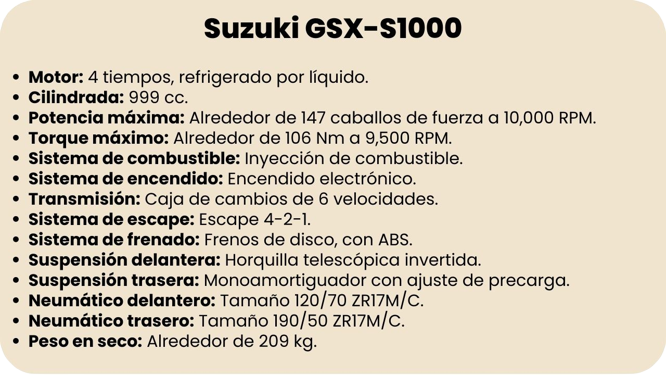 Suzuki GSX-S1000
• Motor: 4 tiempos, refrigerado por líquido.
• Cilindrada: 999 cc.
• Potencia máxima: Alrededor de 147 caballos de fuerza a 10,000 RPM.
• Torque máximo: Alrededor de 106 Nm a 9,500 RPM.
• Sistema de combustible: Inyección de combustible.
• Sistema de encendido: Encendido electrónico.
• Transmisión: Caja de cambios de 6 velocidades.
• Sistema de escape: Escape 4-2-1.
• Sistema de frenado: Frenos de disco, con ABS.
• Suspensión delantera: Horquilla telescópica invertida.
• Suspensión trasera: Monoamortiguador con ajuste de precarga.
• Neumático delantero: Tamaño 120/70 ZR17M/C.
• Neumático trasero: Tamaño 190/50 ZR17M/C.
• Peso en seco: Alrededor de 209 kg.